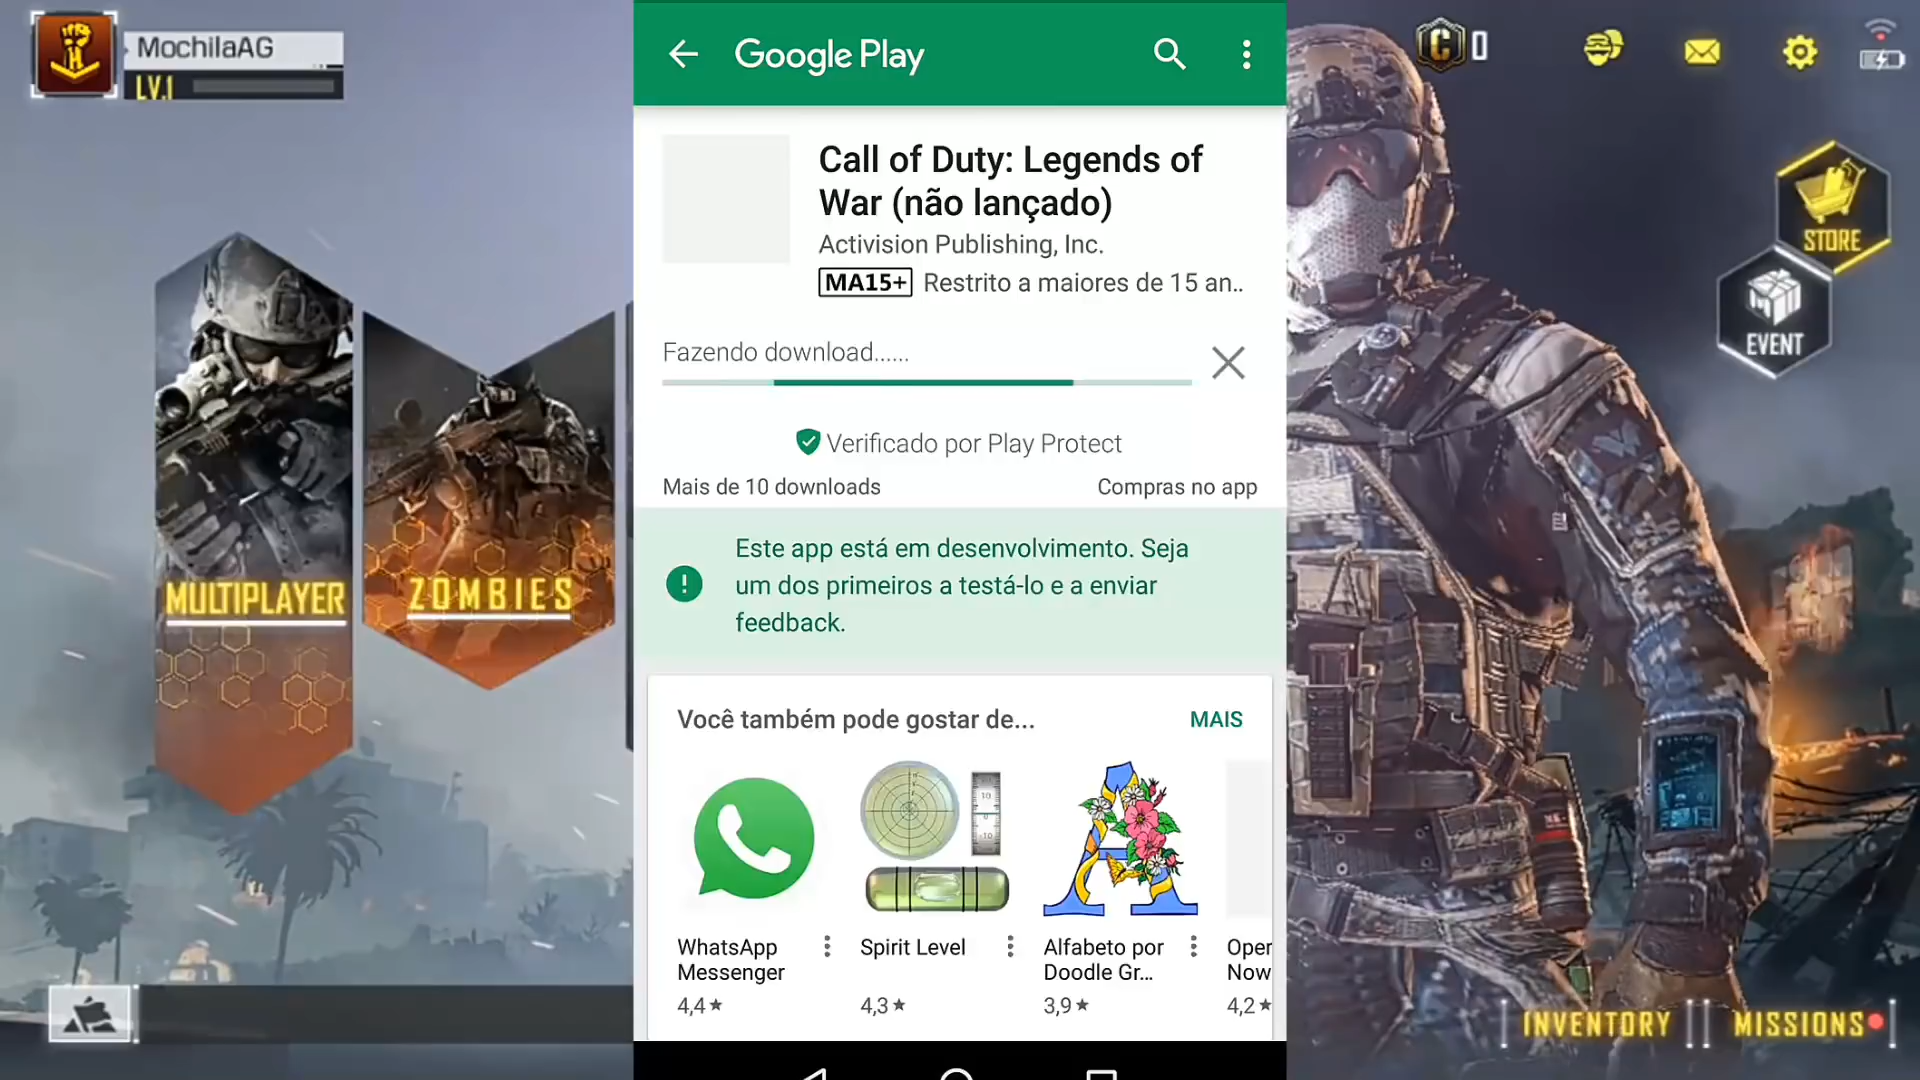 MochilaAG
LV.1
MULTIPLAYER
ZOMBIES
Google Play
Call of Duty: Legends of
War (não lançado)
Activision Publishing, Inc.
MA15+ Restrito a maiores de 15 an..
Fazendo download......
Verificado por Play Protect
Mais de 10 downloads
Compras no app
Este app está em desenvolvimento. Seja
um dos primeiros a testá-lo e a enviar
feedback.
Você também pode gostar de...
MAIS
WhatsApp
Messenger
4,4★
Spirit Level
4,3★
Alfabeto por
Doodle Gr...
3,9★
Oper
Now
4,2★
C 0
STORE
EVENT
INVENTORY
MISSIONS